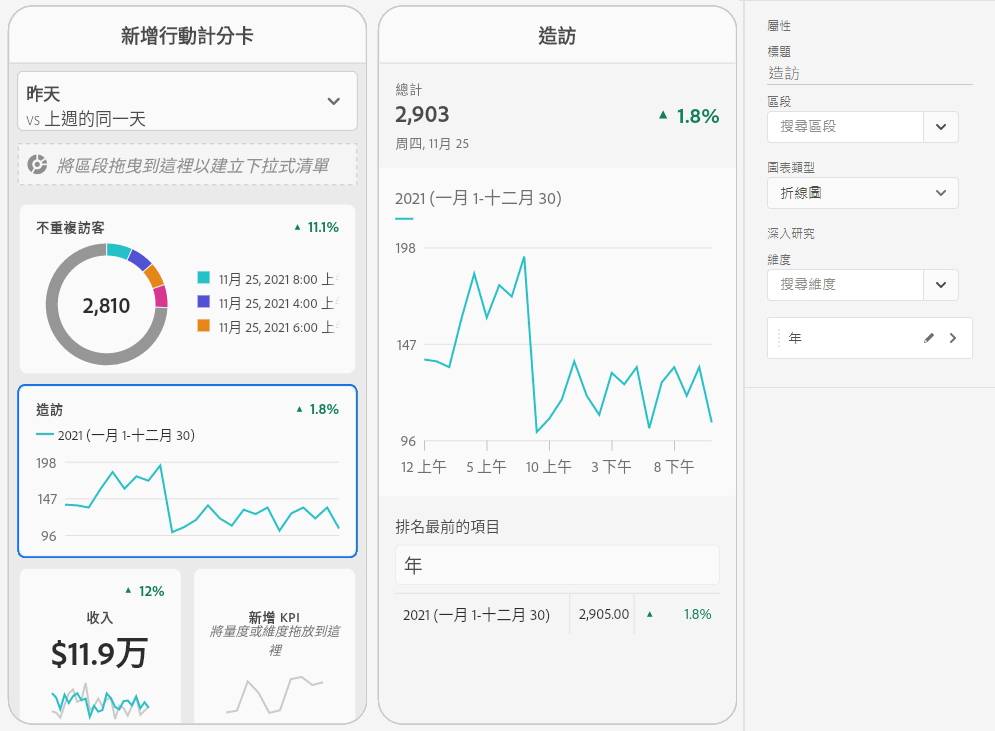 新增行動計分卡
昨天
VS 上週的同一天
將區段拖曳到這裡以建立下拉式清單
不重複訪客
▲ 11.1%
2,810
11月 25, 2021 8:00 上
11月 25, 2021 4:00 上
11月 25, 2021 6:00 上
造訪
▲ 1.8%
2021 (一月 1-十二月 30)
198
147
96
▲ 12%
收入
$11.9万
新增 KPI
將量度或維度拖放到這
裡
造訪
總計
2,903
▲ 1.8%
周四, 11月 25
2021 (一月 1-十二月 30)
198
147
96
12 上午 5 上午 10 上午 3 下午 8 下午
排名最前的項目
年
2021 (一月 1-十二月 30) 2,905.00 ▲ 1.8%
屬性
標題
造訪
區段
搜尋區段
圖表類型
折線圖
深入研究
維度
搜尋維度
年